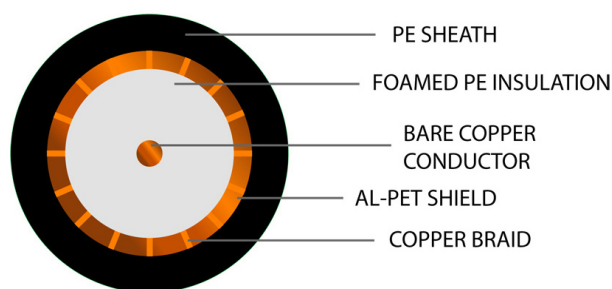 PE SHEATH
FOAMED PE INSULATION
BARE COPPER
CONDUCTOR
AL-PET SHIELD
COPPER BRAID